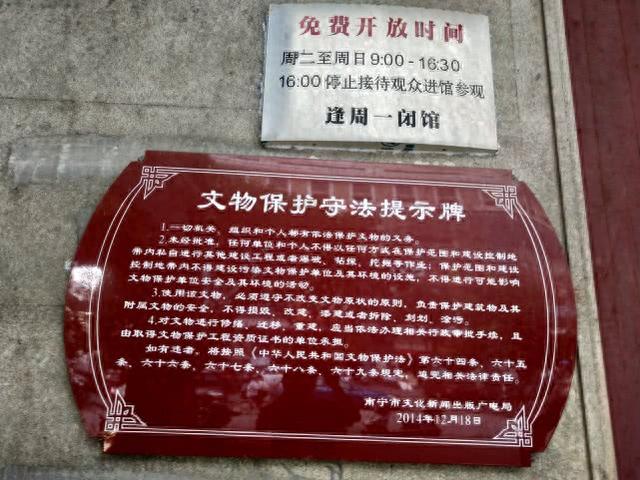 免费开放时间
周二至周日9:00-16:30
16:00停止接待观众进馆参观
逢周一闭馆
文物保护守法提示牌
1.一切机关、组织和个人都有依法保护文物的义务。
2.未经批准，任何单位和个人不得以任何方式在保护范围和建设控制地
带内私自进行其他建设工程或者爆破、钻探、挖掘等作业；保护范围和建设
控制地带内不得建设污染文物保护单位及其环境的设施，不得进行可能影响
文物保护单位安全及其环境的活动。
3.使用该文物，必须遵守不改变文物原状的原则，负责保护建筑物及其
附属文物的安全，不得损毁、改建、添建或者拆除、刻划、涂污。
4.对文物进行修缮、迁移、重建，应当依法办理相关行政审批手续，且
由取得文物保护工程资质证书的单位承担。
如有违者，将按照《中华人民共和国文物保护法》第六十四条、六十五
条、六十六条、六十七条、六十八条、六十九条规定，追究相关法律责任。
南宁市文化新闻出版广电局
2014年12月18日